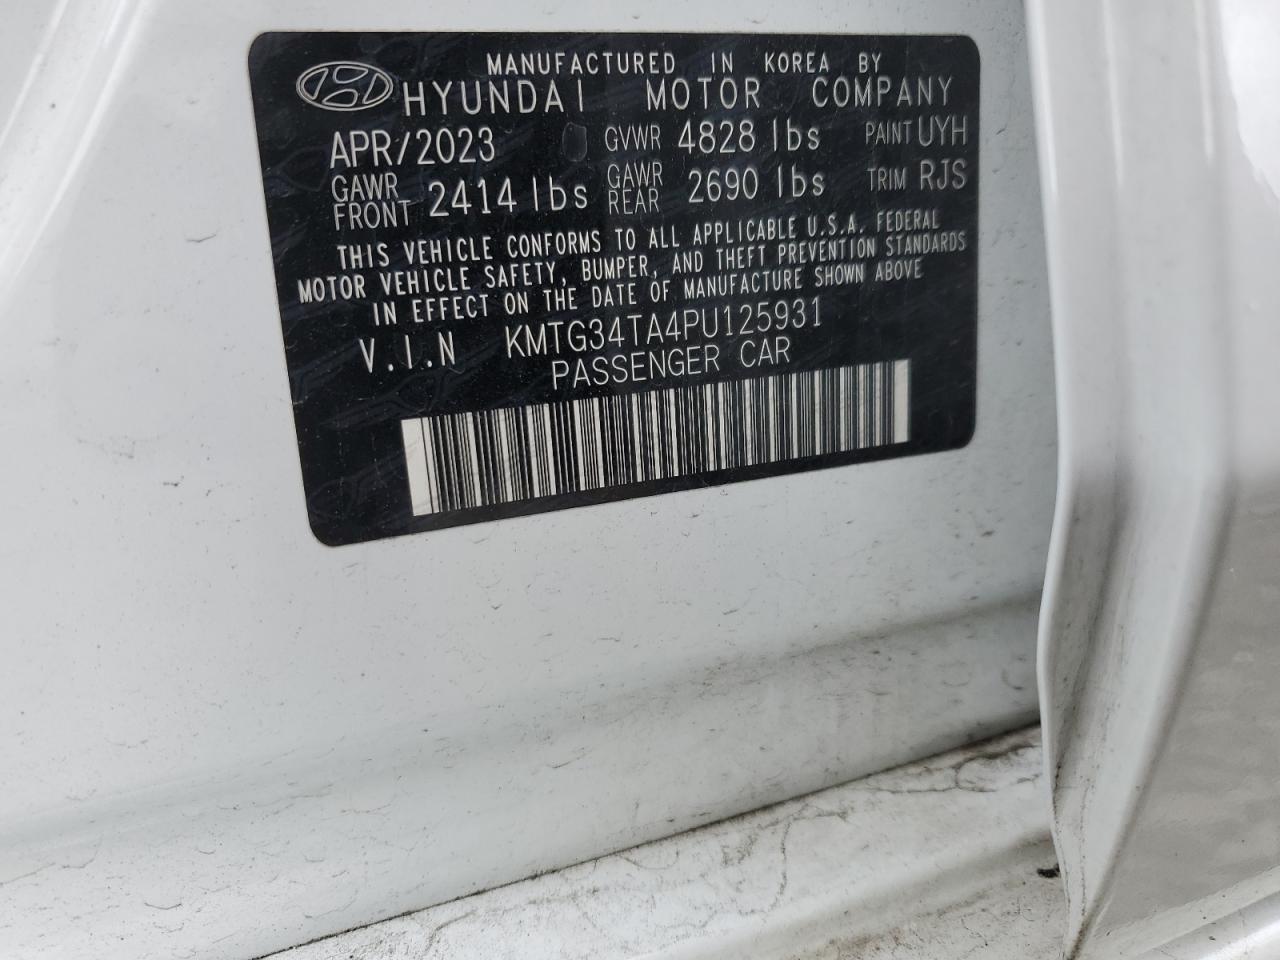 MANUFACTURED IN KOREA BY
HYUNDAI MOTOR COMPANY
APR/2023 GVWR 4828 lbs PAINT UYH
GAWR FRONT 2414 lbs GAWR REAR 2690 lbs TRIM RJS
THIS VEHICLE CONFORMS TO ALL APPLICABLE U.S.A. FEDERAL
MOTOR VEHICLE SAFETY, BUMPER, AND THEFT PREVENTION STANDARDS
IN EFFECT ON THE DATE OF MANUFACTURE SHOWN ABOVE
V.I.N KMTG34TA4PU125931
PASSENGER CAR